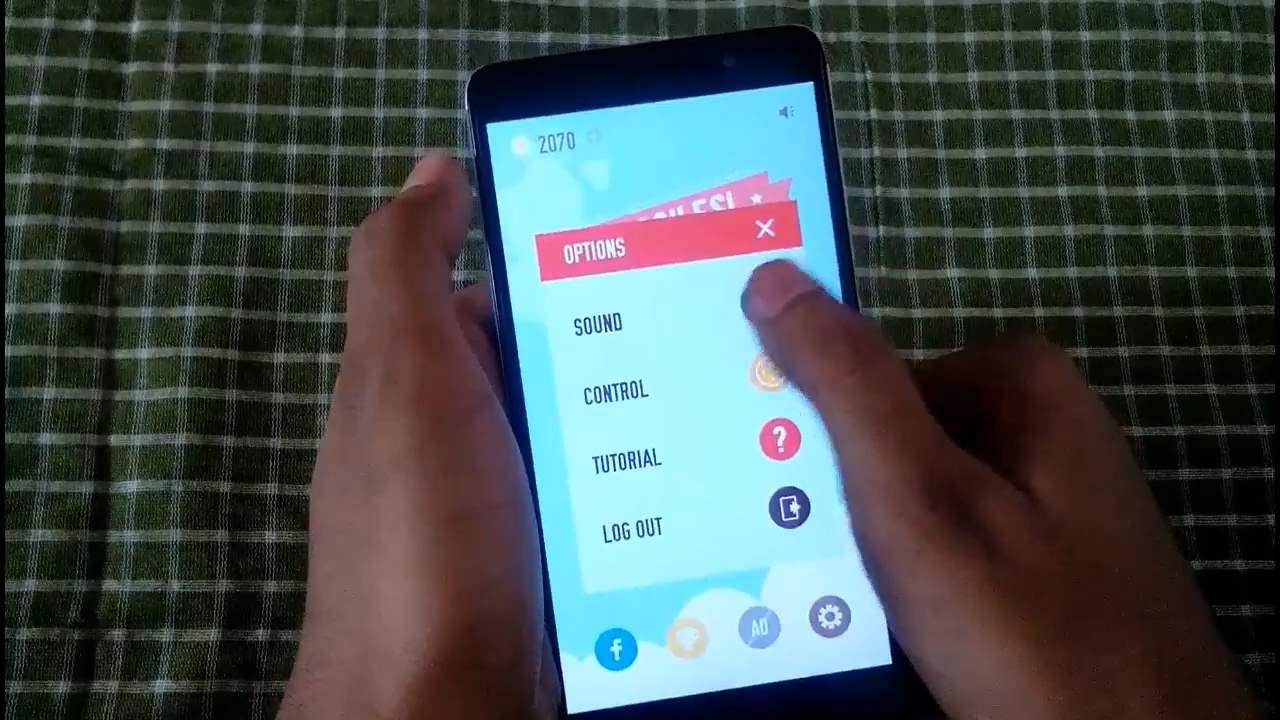 2070
OPTIONS
SOUND
CONTROL
TUTORIAL
?
LOG OUT
f
AD